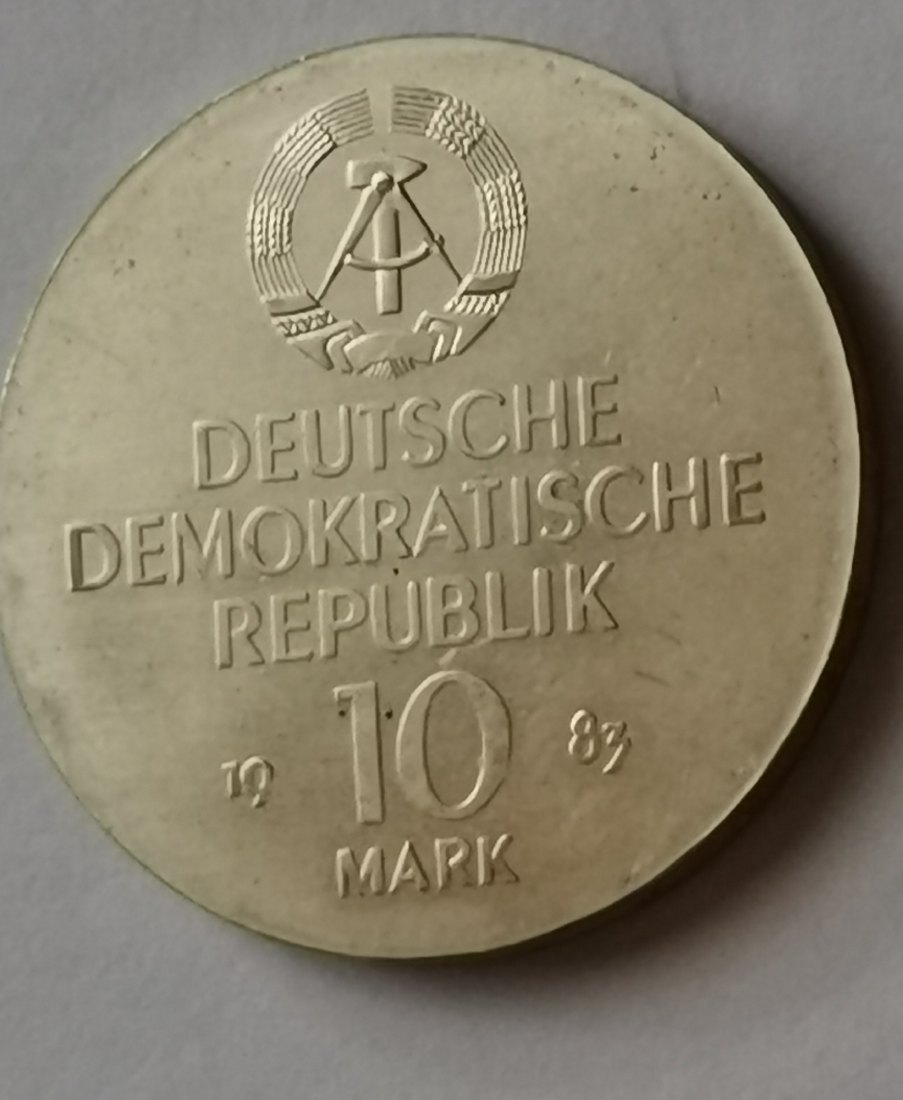 DEUTSCHE
DEMOKRATISCHE
REPUBLIK
19 10 83
MARK